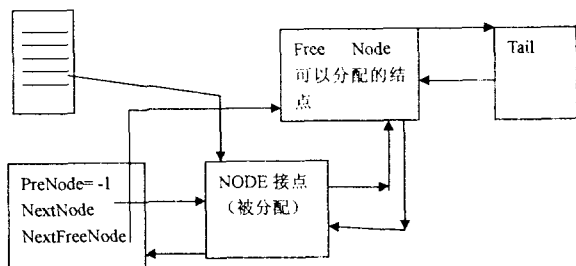 Free Node
可以分配的结
点
Tail
PreNode= -1
NextNode
NextFreeNode
NODE 接点
（被分配）